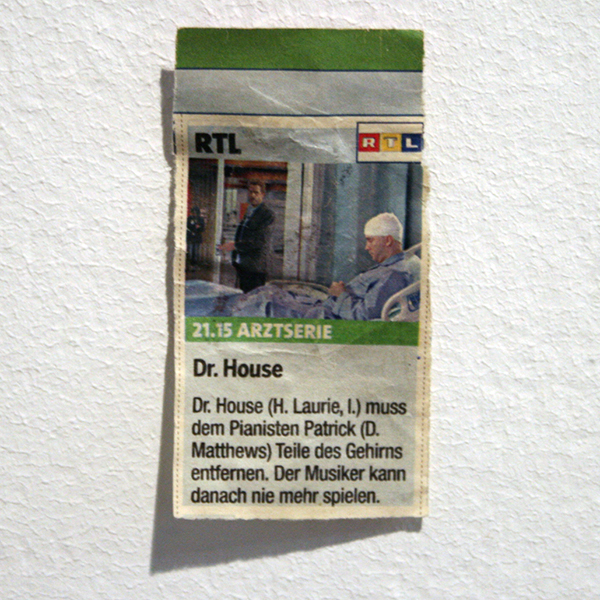 RTL
RTL
21.15 ARZTSERIE
Dr. House
Dr. House (H. Laurie, l.) muss
dem Pianisten Patrick (D.
Matthews) Teile des Gehirns
entfernen. Der Musiker kann
danach nie mehr spielen.